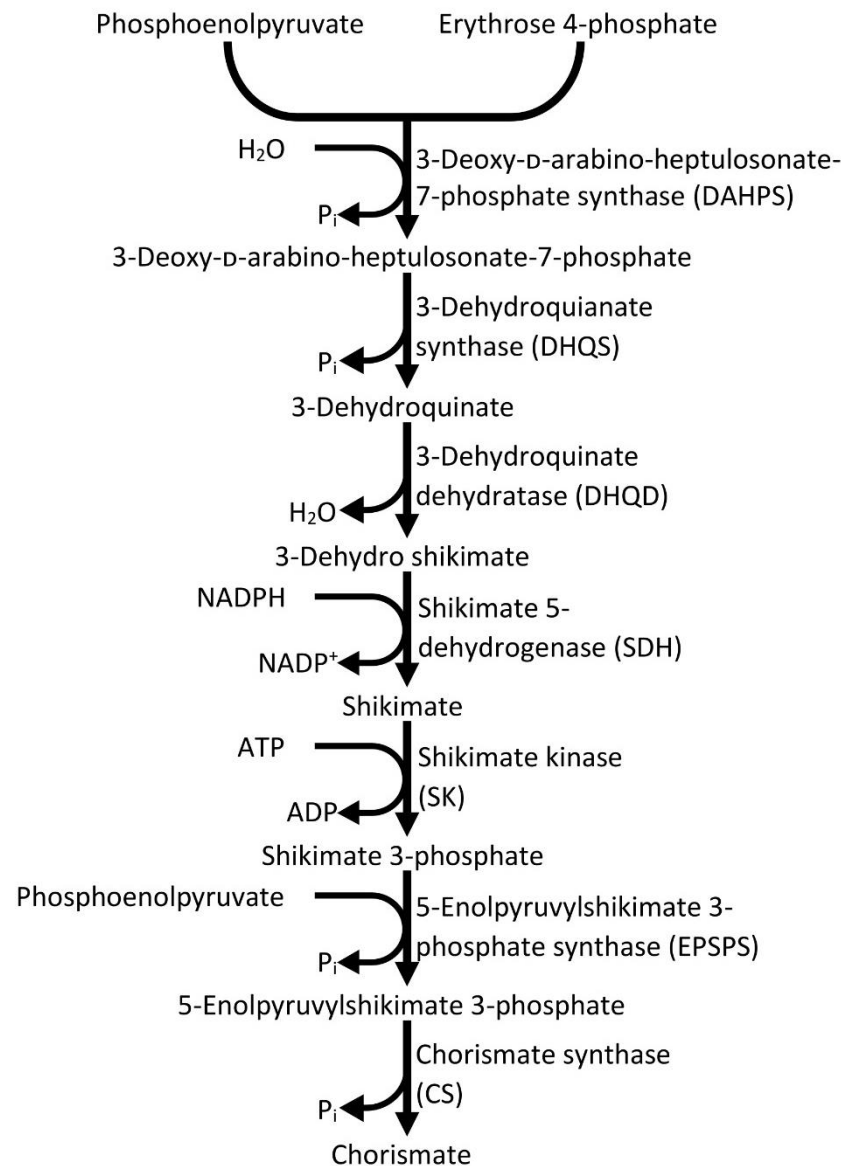 Phosphoenolpyruvate
Erythrose 4-phosphate
H₂O
3-Deoxy-ᴅ-arabino-heptulosonate-
7-phosphate synthase (DAHPS)
Pᵢ
3-Deoxy-ᴅ-arabino-heptulosonate-7-phosphate
3-Dehydroquianate
synthase (DHQS)
Pᵢ
3-Dehydroquinate
3-Dehydroquinate
dehydratase (DHQD)
H₂O
3-Dehydro shikimate
NADPH
Shikimate 5-
dehydrogenase (SDH)
NADP⁺
Shikimate
ATP
Shikimate kinase
(SK)
ADP
Shikimate 3-phosphate
Phosphoenolpyruvate
5-Enolpyruvylshikimate 3-
phosphate synthase (EPSPS)
Pᵢ
5-Enolpyruvylshikimate 3-phosphate
Chorismate synthase
(CS)
Pᵢ
Chorismate